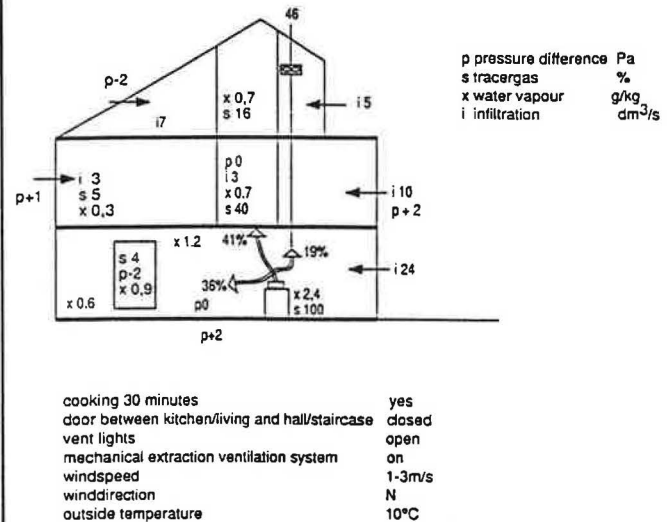 46
p pressure difference Pa
s tracergas %
x water vapour g/kg
i infiltration dm³/s
p-2
x 0,7
s 16
i 5
i7
p+1
i 3
s 5
x 0,3
p0
i 3
x 0.7
s 40
i 10
p+2
x 1.2
41%
19%
s 4
p-2
x 0,9
36%
i 24
x 0.6
p0
x 2,4
s 100
p+2
cooking 30 minutes yes
door between kitchen/living and hall/staircase closed
vent lights open
mechanical extraction ventilation system on
windspeed 1-3m/s
winddirection N
outside temperature 10°C